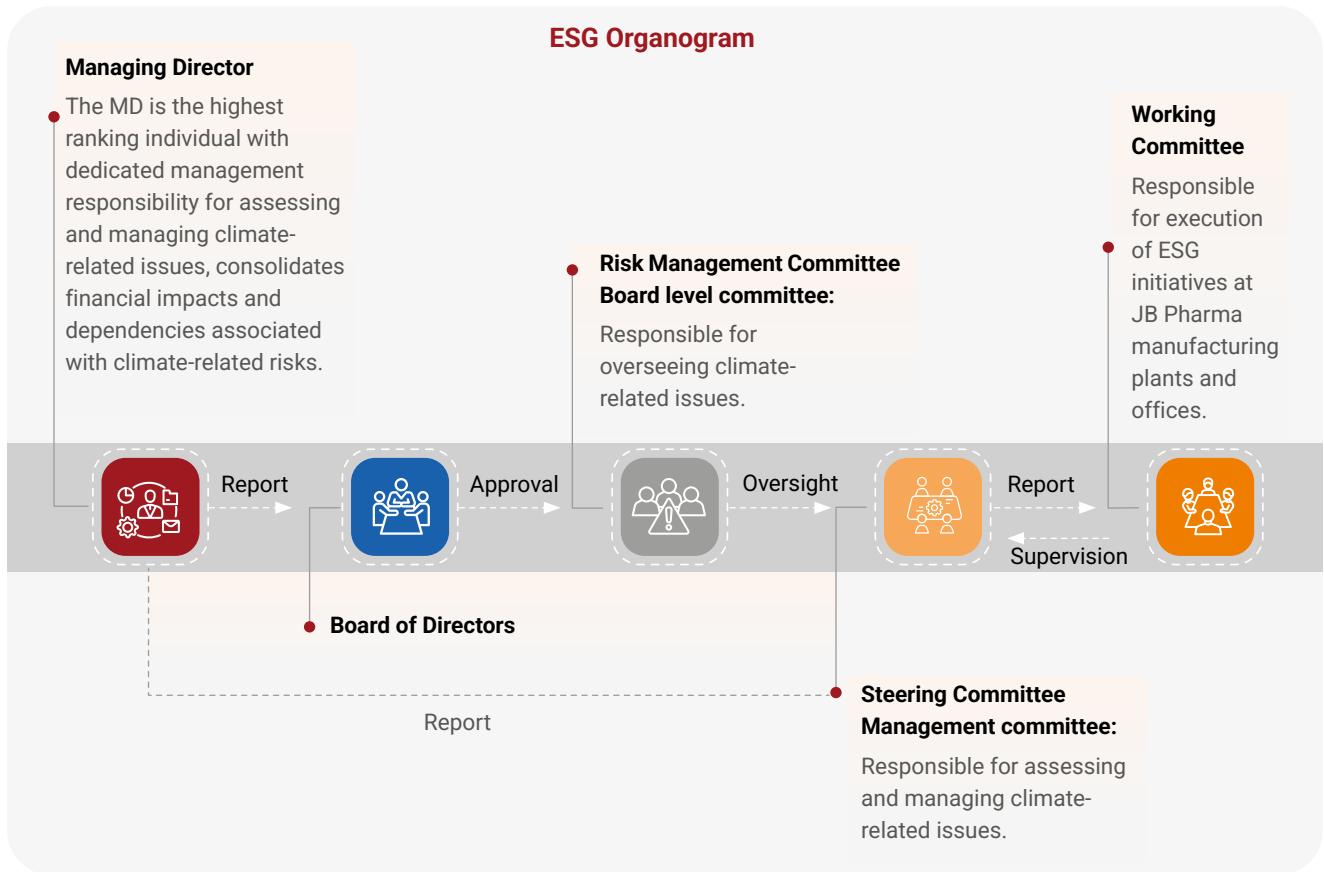 ESG Organogram
Managing Director
The MD is the highest
ranking individual with
dedicated management
responsibility for assessing
and managing climate-
related issues, consolidates
financial impacts and
dependencies associated
with climate-related risks.
Risk Management Committee
Board level committee:
Responsible for
overseeing climate-
related issues.
Working
Committee
Responsible
for execution
of ESG
initiatives at
JB Pharma
manufacturing
plants and
offices.
Report
Approval
Oversight
Report
Supervision
Board of Directors
Report
Steering Committee
Management committee:
Responsible for assessing
and managing climate-
related issues.